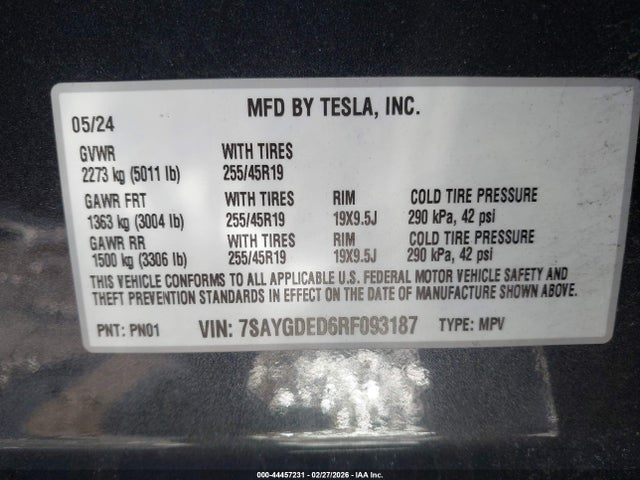 MFD BY TESLA, INC.
05/24
GVWR WITH TIRES
2273 kg (5011 lb) 255/45R19
GAWR FRT WITH TIRES RIM COLD TIRE PRESSURE
1363 kg (3004 lb) 255/45R19 19X9.5J 290 kPa, 42 psi
GAWR RR WITH TIRES RIM COLD TIRE PRESSURE
1500 kg (3306 lb) 255/45R19 19X9.5J 290 kPa, 42 psi
THIS VEHICLE CONFORMS TO ALL APPLICABLE U.S. FEDERAL MOTOR VEHICLE SAFETY AND
THEFT PREVENTION STANDARDS IN EFFECT ON THE DATE OF MANUFACTURE SHOWN ABOVE.
PNT: PN01 VIN: 7SAYGDED6RF093187 TYPE: MPV
000-44457231 - 02/27/2026 - IAA Inc.